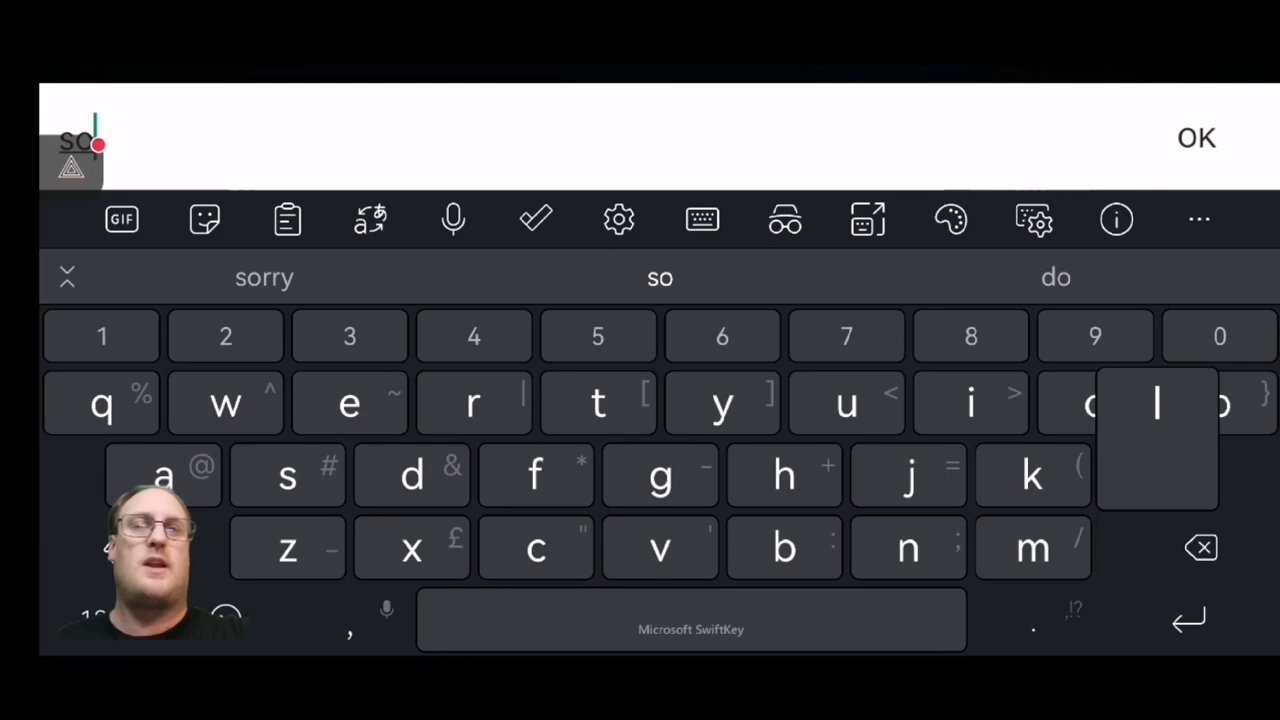 so
OK
GIF
sorry so do
1 2 3 4 5 6 7 8 9 0
q % w ^ e ~ r | t [ y ] u < i > o l p }
a @ s # d & f * g - h + j = k (
z _ x £ c " v ' b : n ; m /
, Microsoft SwiftKey . ,!?